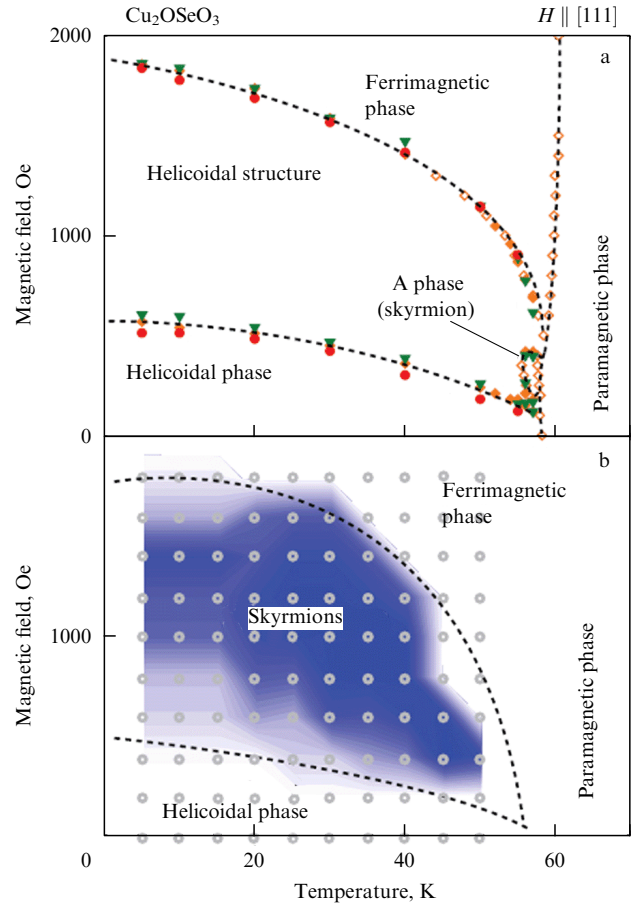 Cu₂OSeO₃ H ∥ [111]
2000
a
Ferrimagnetic
phase
Helicoidal structure
Magnetic field, Oe
1000
A phase
(skyrmion)
Paramagnetic phase
Helicoidal phase
0
b
Ferrimagnetic
phase
Magnetic field, Oe
Skyrmions
1000
Paramagnetic phase
Helicoidal phase
0 20 40 60
Temperature, K